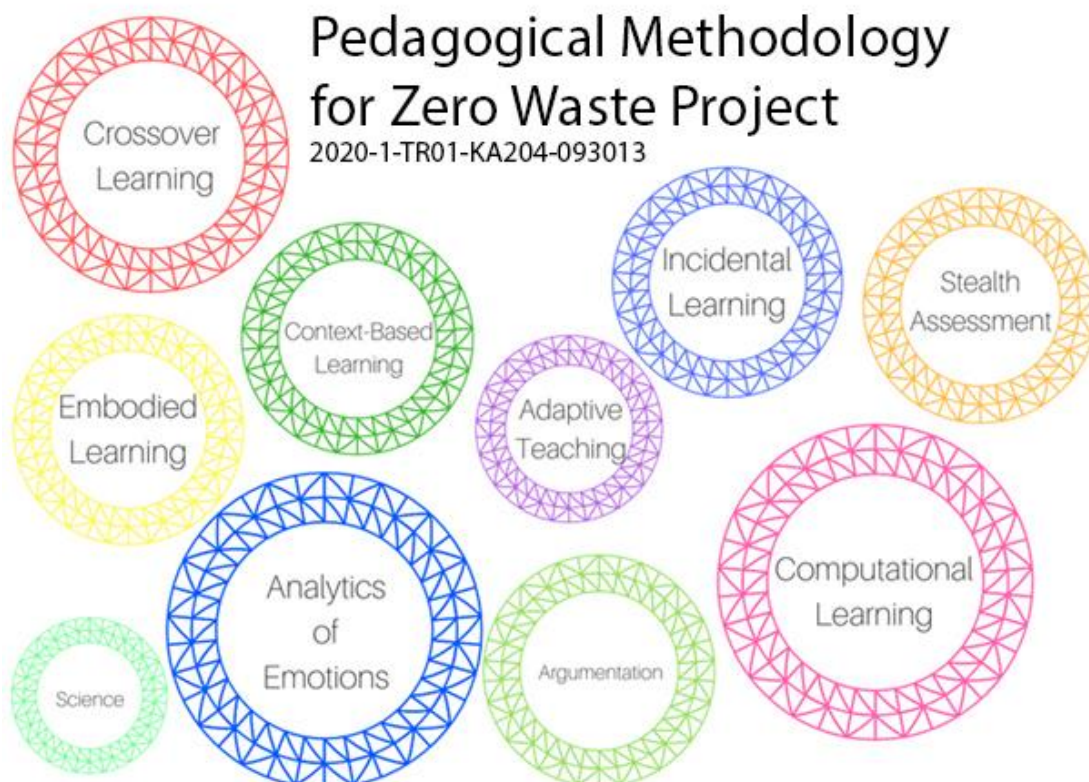 Pedagogical Methodology
for Zero Waste Project
2020-1-TR01-KA204-093013
Crossover
Learning
Incidental
Learning
Stealth
Assessment
Context-Based
Learning
Adaptive
Teaching
Embodied
Learning
Analytics
of
Emotions
Computational
Learning
Argumentation
Science